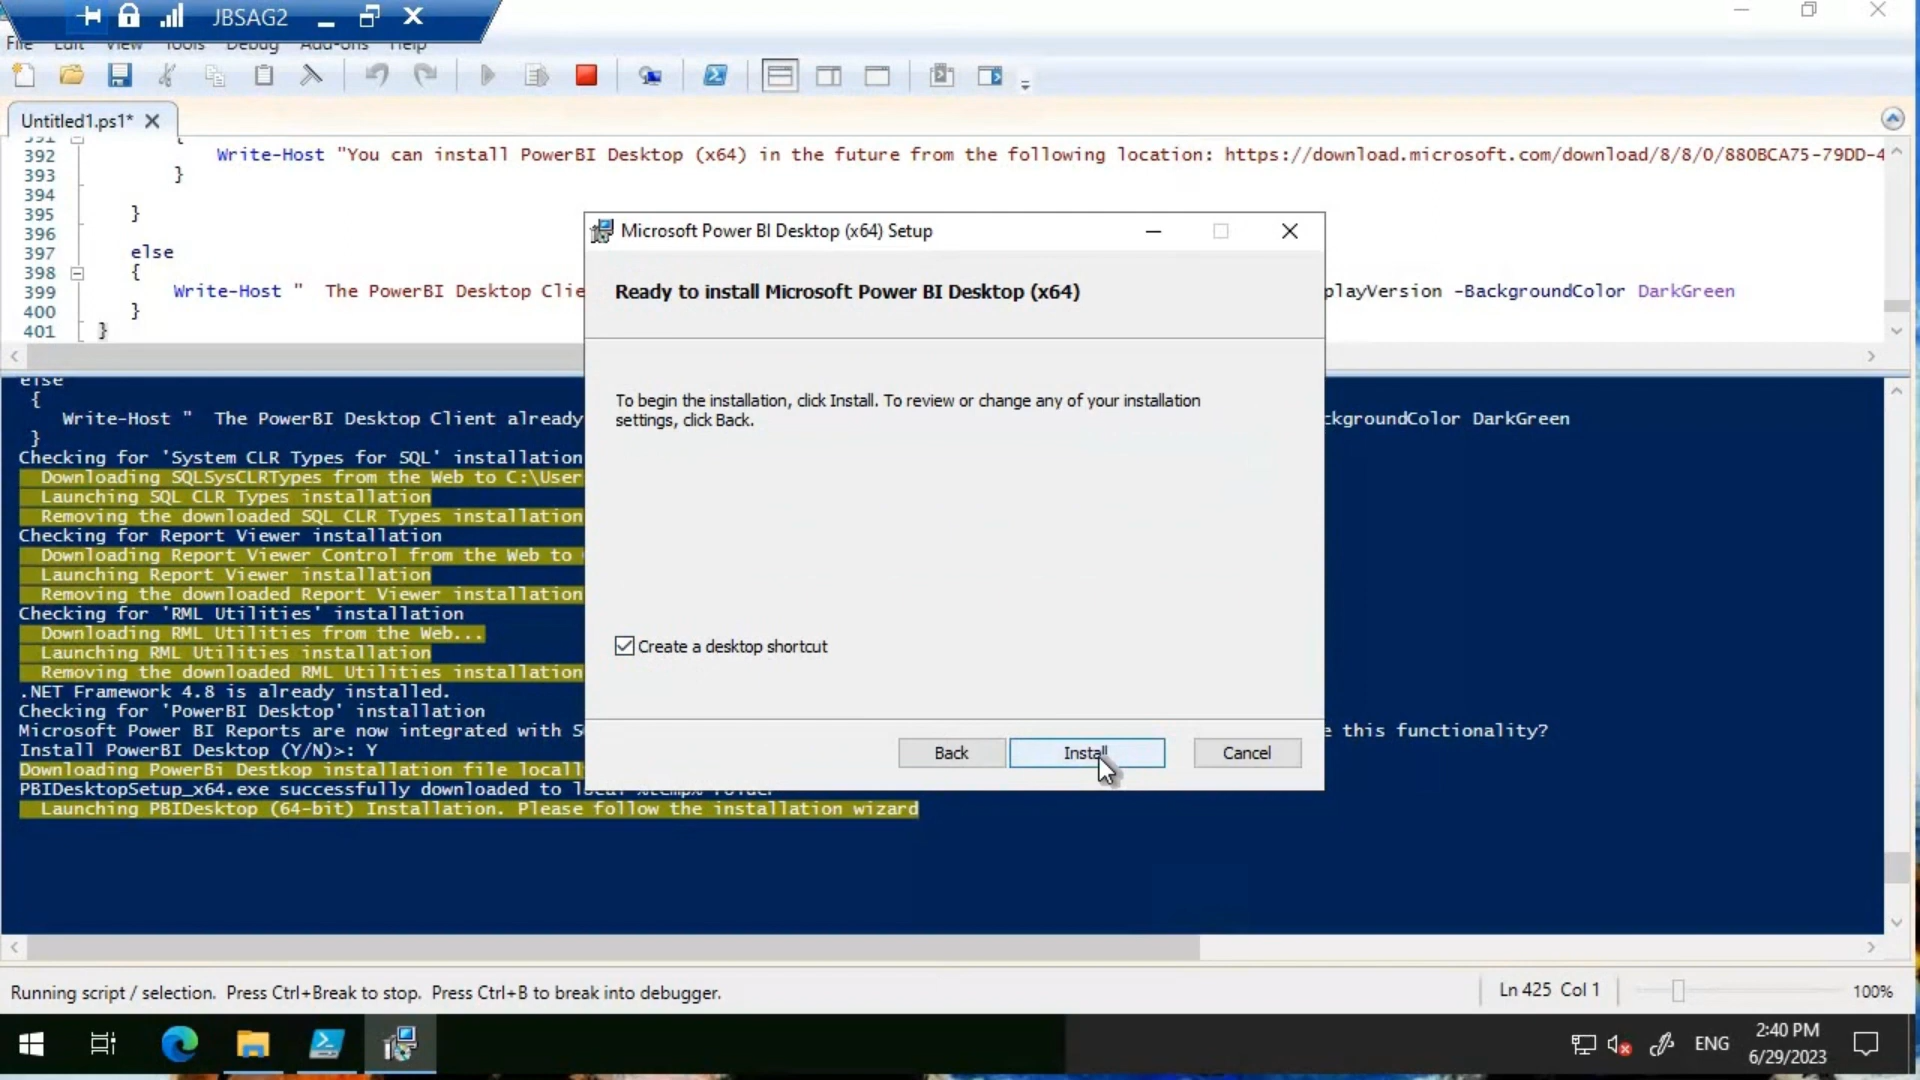 JBSAG2
File Edit View Tools Debug Add-ons Help
Untitled1.ps1*
391 {
392 Write-Host "You can install PowerBI Desktop (x64) in the future from the following location: https://download.microsoft.com/download/8/8/0/880BCA75-79DD-4
393 }
394
395 }
396
397 else
398 {
399 Write-Host "  The PowerBI Desktop Clie
playVersion -BackgroundColor DarkGreen
400 }
401 }
Microsoft Power BI Desktop (x64) Setup
Ready to install Microsoft Power BI Desktop (x64)
To begin the installation, click Install. To review or change any of your installation
settings, click Back.
Create a desktop shortcut
Back Install Cancel
else
{
Write-Host "  The PowerBI Desktop Client already
ckgroundColor DarkGreen
}
Checking for 'System CLR Types for SQL' installation
Downloading SQLSysCLRTypes from the Web to C:\User
Launching SQL CLR Types installation
Removing the downloaded SQL CLR Types installation
Checking for Report Viewer installation
Downloading Report Viewer Control from the Web to
Launching Report Viewer installation
Removing the downloaded Report Viewer installation
Checking for 'RML Utilities' installation
Downloading RML Utilities from the Web...
Launching RML Utilities installation
Removing the downloaded RML Utilities installation
.NET Framework 4.8 is already installed.
Checking for 'PowerBI Desktop' installation
Microsoft Power BI Reports are now integrated with S
e this functionality?
Install PowerBI Desktop (Y/N)>: Y
Downloading PowerBi Destkop installation file locall
PBIDesktopSetup_x64.exe successfully downloaded to local %temp% folder
Launching PBIDesktop (64-bit) Installation. Please follow the installation wizard
Running script / selection. Press Ctrl+Break to stop. Press Ctrl+B to break into debugger.
Ln 425 Col 1
100%
ENG
2:40 PM
6/29/2023